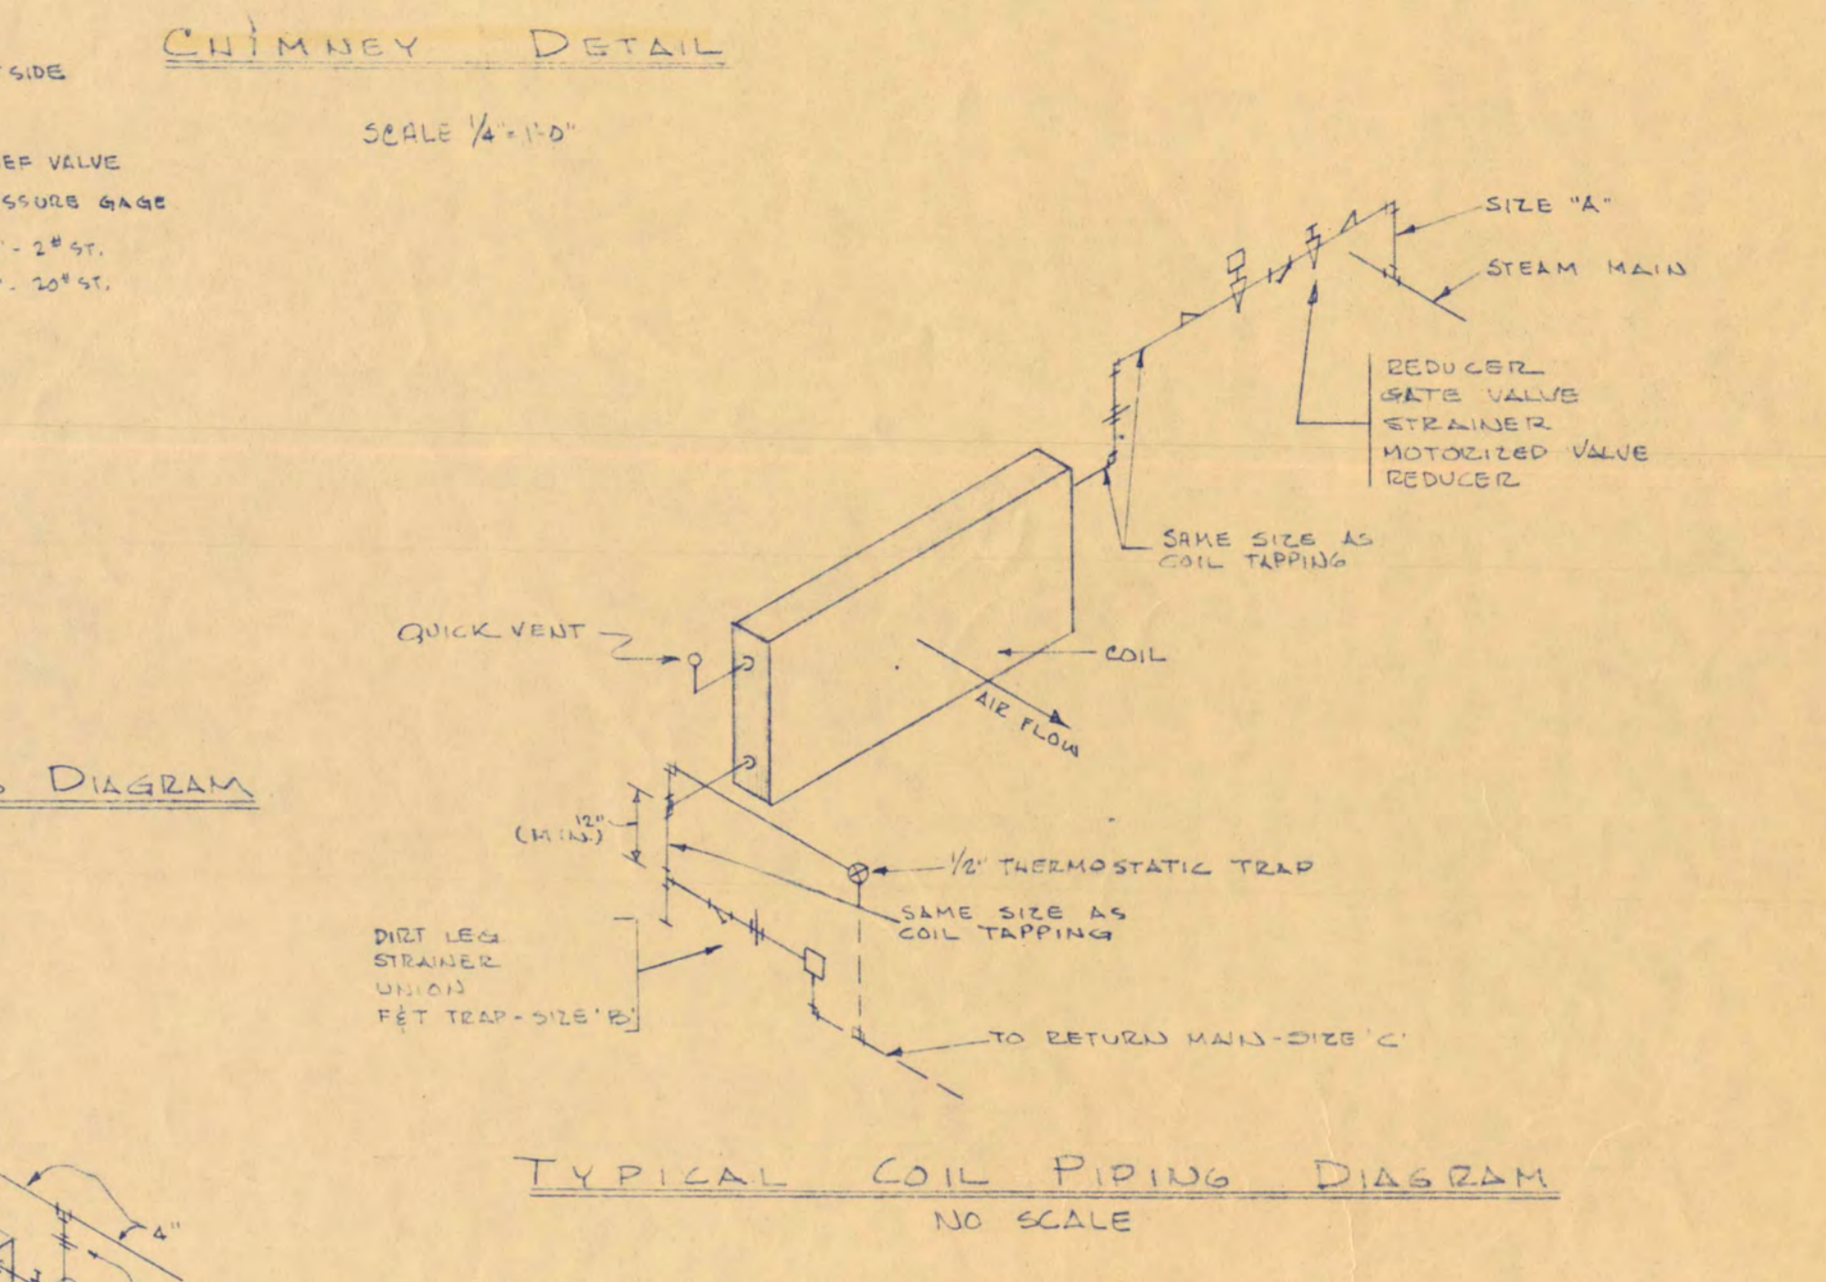 CHIMNEY DETAIL
SCALE 1/4" = 1'-0"
SIDE
VALVE
GAGE
- 2# ST.
- 20# ST.
SIZE "A"
STEAM MAIN
REDUCER
GATE VALVE
STRAINER
MOTORIZED VALVE
REDUCER
SAME SIZE AS
COIL TAPPING
QUICK VENT
COIL
AIR FLOW
DIAGRAM
12"
(MIN.)
1/2" THERMOSTATIC TRAP
SAME SIZE AS
COIL TAPPING
DIRT LEG
STRAINER
UNION
F&T TRAP - SIZE 'B'
TO RETURN MAIN - SIZE 'C'
TYPICAL COIL PIPING DIAGRAM
NO SCALE
4"